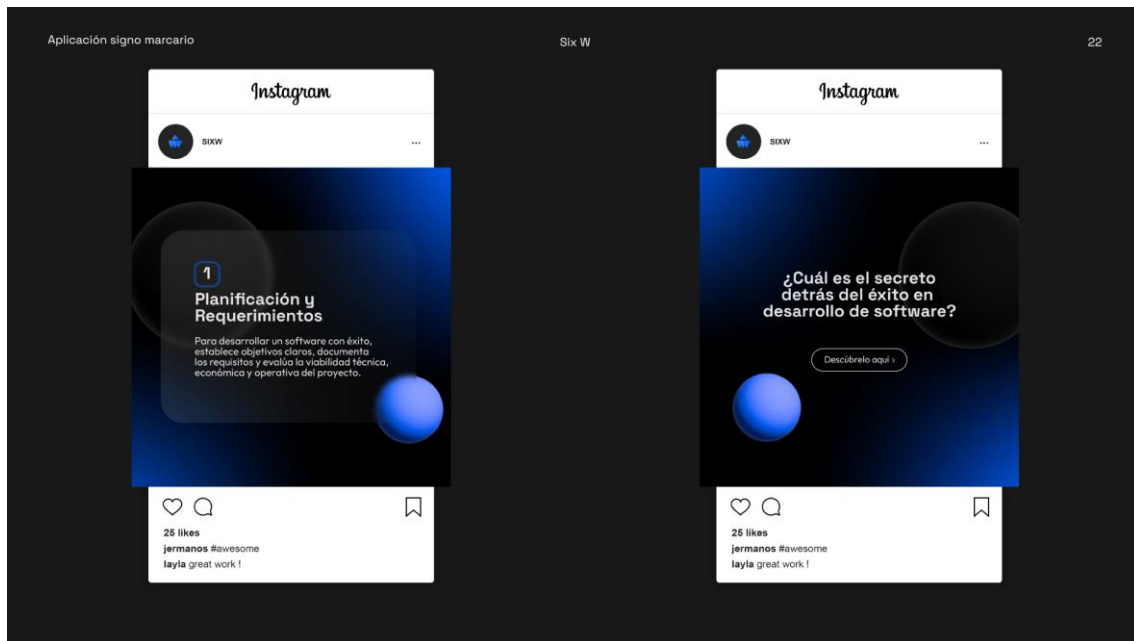 Aplicación signo marcario
Six W
22
Instagram
SIXW
...
1
Planificación y
Requerimientos
Para desarrollar un software con éxito,
establece objetivos claros, documenta
los requisitos y evalúa la viabilidad técnica,
económica y operativa del proyecto.
25 likes
jermanos #awesome
layla great work !
Instagram
SIXW
...
¿Cuál es el secreto
detrás del éxito en
desarrollo de software?
Descúbrelo aquí ›
25 likes
jermanos #awesome
layla great work !